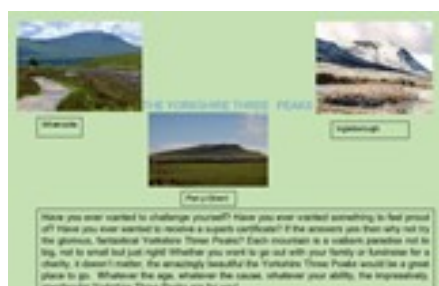 THE YORKSHIRE THREE PEAKS
Whernside
Ingleborough
Pen-y-Ghent
Have you ever wanted to challenge yourself? Have you ever wanted something to feel proud
of? Have you ever wanted to receive a superb certificate? If the answers yes then why not try
the glorious, fantastical Yorkshire Three Peaks? Each mountain is a walkers paradise not to
big, not to small but just right! Whether you want to go out with your family or fundraise for a
charity, it doesn't matter, the amazingly beautiful the Yorkshire Three Peaks would be a great
place to go. Whatever the age, whatever the cause, whatever your ability, the impressively,